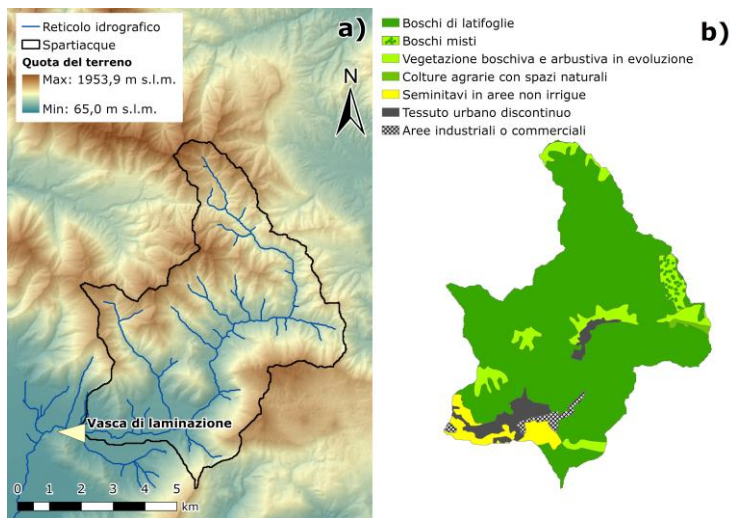 Reticolo idrografico
Spartiacque
Quota del terreno
Max: 1953,9 m s.l.m.
Min: 65,0 m s.l.m.
a)
N
Vasca di laminazione
0 1 2 3 4 5
km
b)
Boschi di latifoglie
Boschi misti
Vegetazione boschiva e arbustiva in evoluzione
Colture agrarie con spazi naturali
Seminitavi in aree non irrigue
Tessuto urbano discontinuo
Aree industriali o commerciali